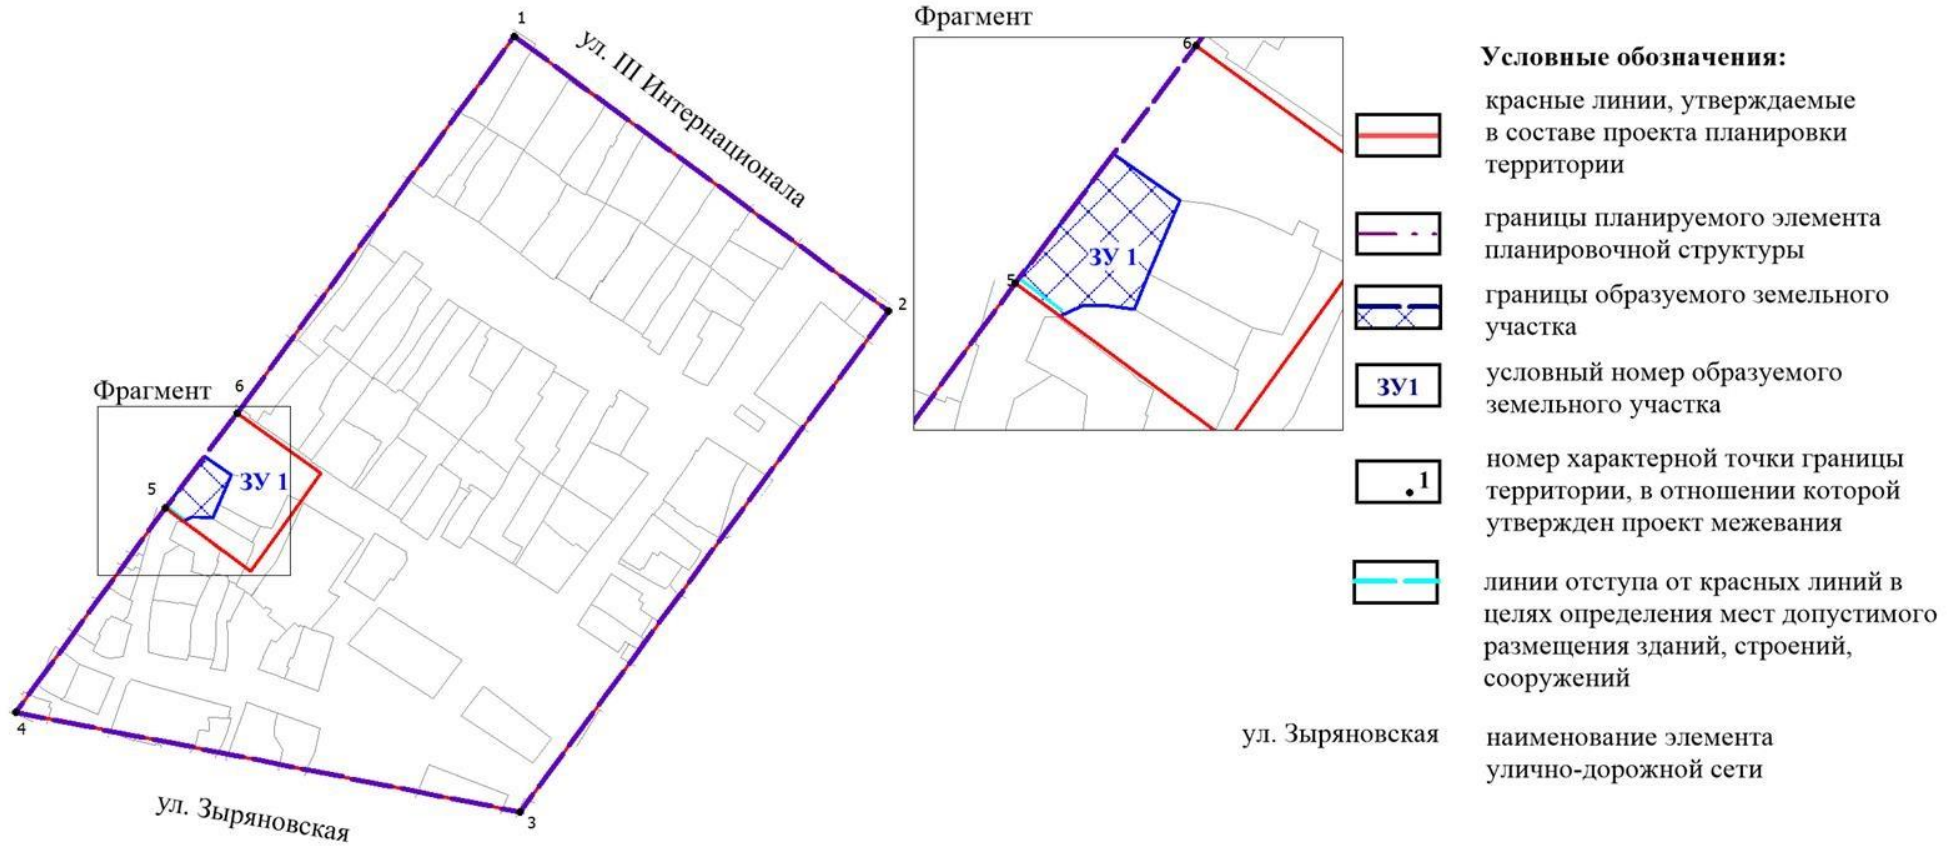 1
ул. III Интернационала
2
6
Фрагмент
5
ЗУ 1
4
3
ул. Зыряновская
Фрагмент
6
5
ЗУ 1
Условные обозначения:
красные линии, утверждаемые
в составе проекта планировки
территории
границы планируемого элемента
планировочной структуры
границы образуемого земельного
участка
ЗУ1
условный номер образуемого
земельного участка
1
номер характерной точки границы
территории, в отношении которой
утвержден проект межевания
линии отступа от красных линий в
целях определения мест допустимого
размещения зданий, строений,
сооружений
ул. Зыряновская
наименование элемента
улично-дорожной сети